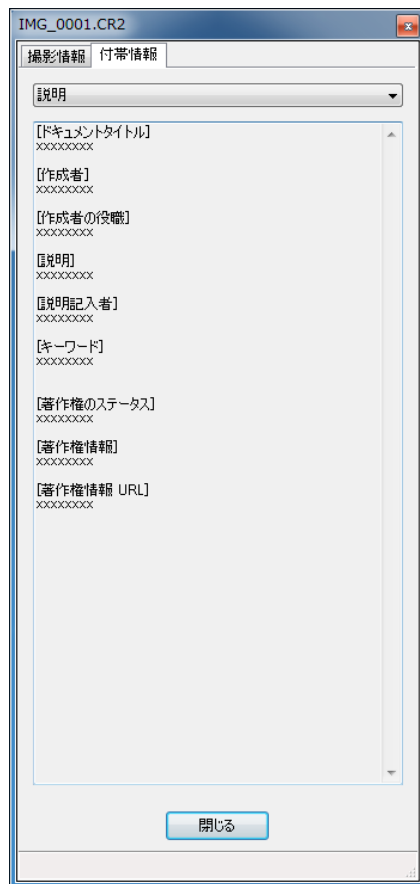 IMG_0001.CR2
撮影情報 付帯情報
説明
[ドキュメントタイトル]
xxxxxxxx
[作成者]
xxxxxxxx
[作成者の役職]
xxxxxxxx
[説明]
xxxxxxxx
[説明記入者]
xxxxxxxx
[キーワード]
xxxxxxxx
[著作権のステータス]
xxxxxxxx
[著作権情報]
xxxxxxxx
[著作権情報 URL]
xxxxxxxx
閉じる